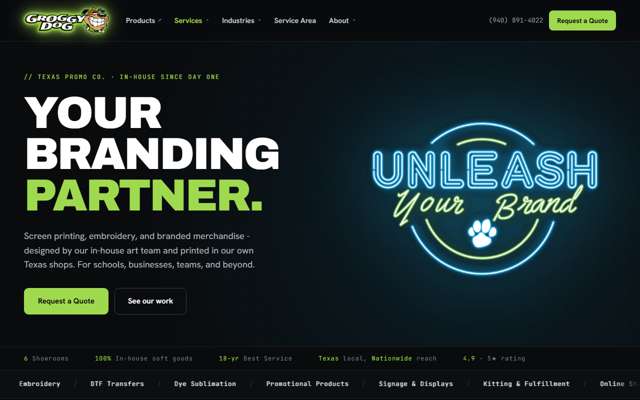 GROGGY DOG
Products
Services
Industries
Service Area
About
(940) 891-4022
Request a Quote
// TEXAS PROMO CO. · IN-HOUSE SINCE DAY ONE
YOUR
BRANDING
PARTNER.
UNLEASH
Your Brand
Screen printing, embroidery, and branded merchandise -
designed by our in-house art team and printed in our own
Texas shops. For schools, businesses, teams, and beyond.
Request a Quote
See our work
6 Showrooms
100% In-house soft goods
18-yr Best Service
Texas local, Nationwide reach
4.9 · 5★ rating
Embroidery / DTF Transfers / Dye Sublimation / Promotional Products / Signage & Displays / Kitting & Fulfillment / Online